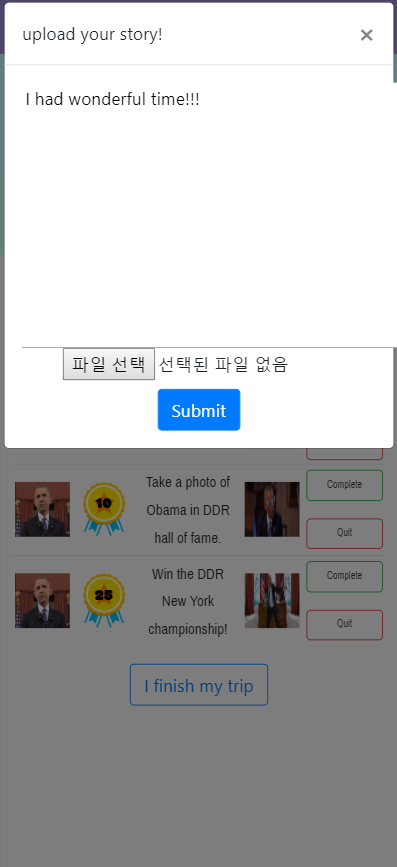 upload your story!
×
I had wonderful time!!!
파일 선택 선택된 파일 없음
Submit
10
Take a photo of
Obama in DDR
hall of fame.
Complete
Quit
25
Win the DDR
New York
championship!
Complete
Quit
I finish my trip